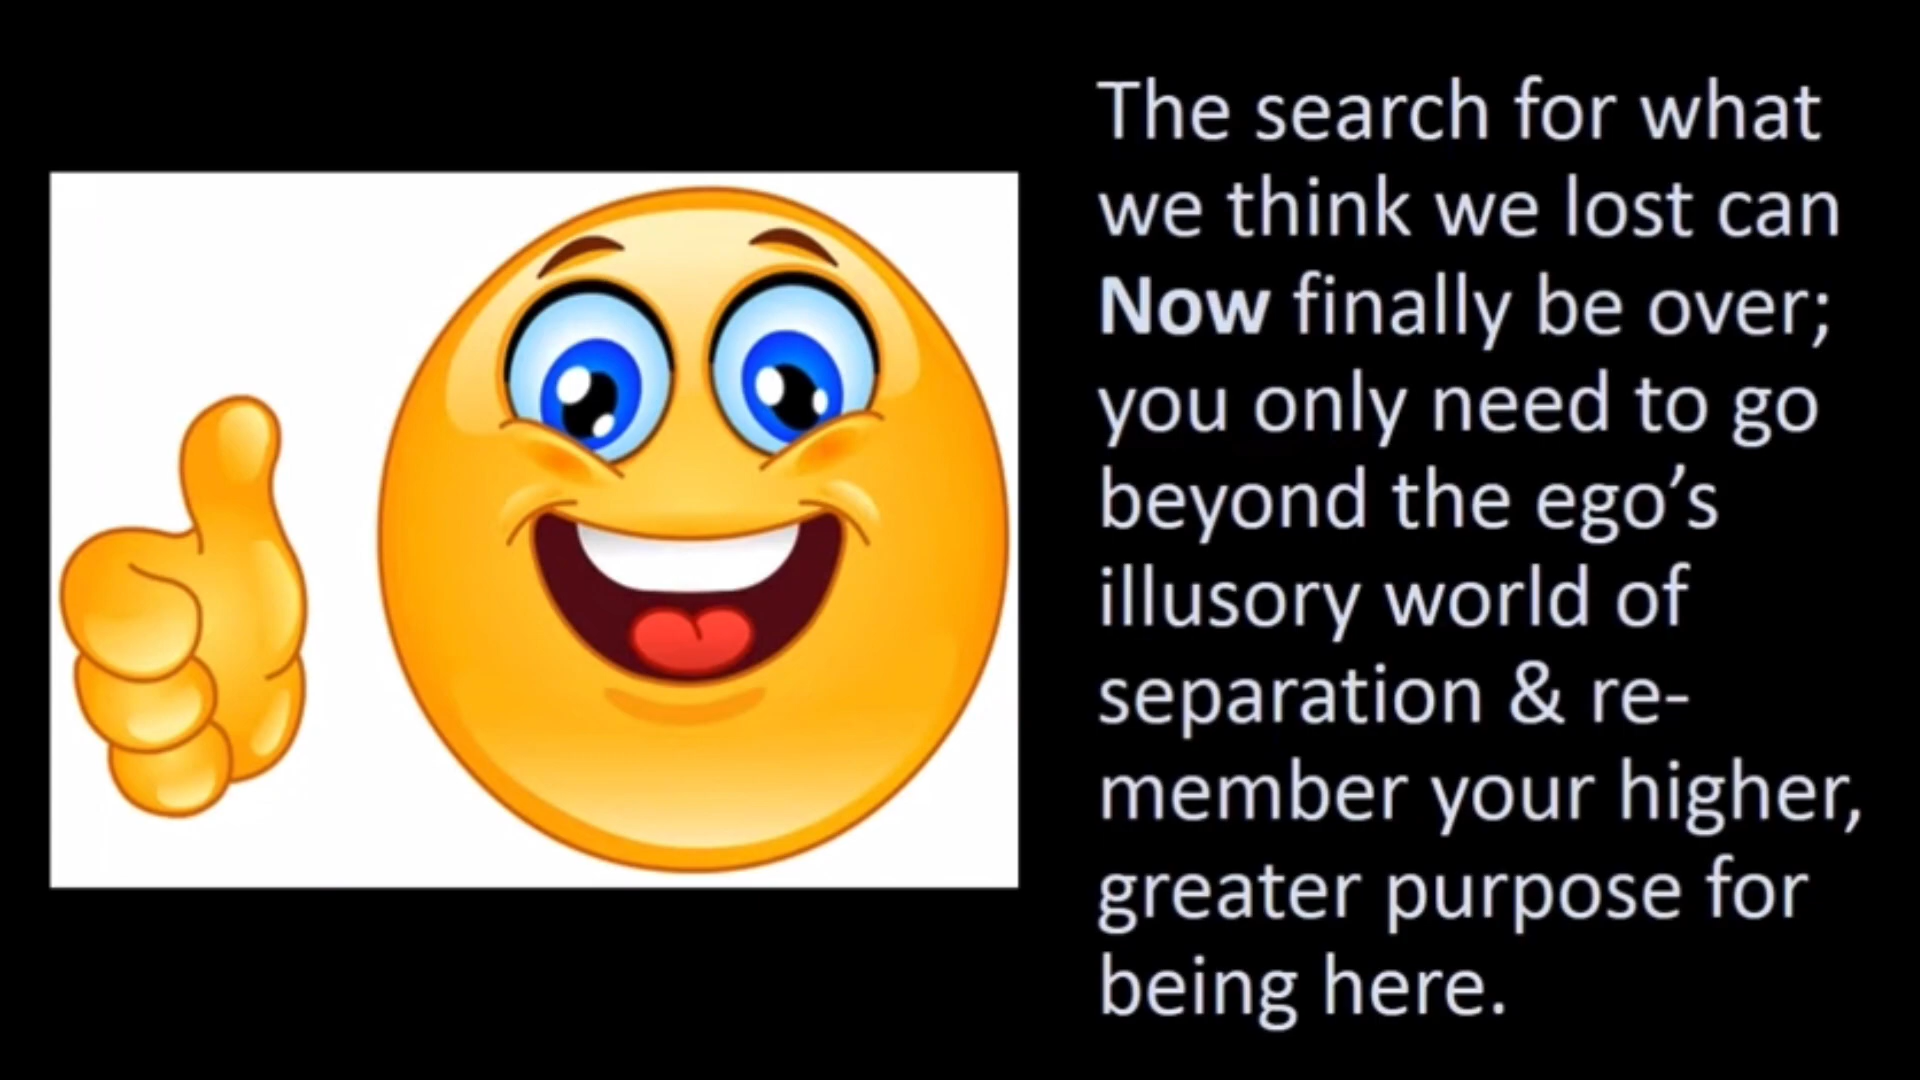 The search for what
we think we lost can
Now finally be over;
you only need to go
beyond the ego’s
illusory world of
separation & re-
member your higher,
greater purpose for
being here.